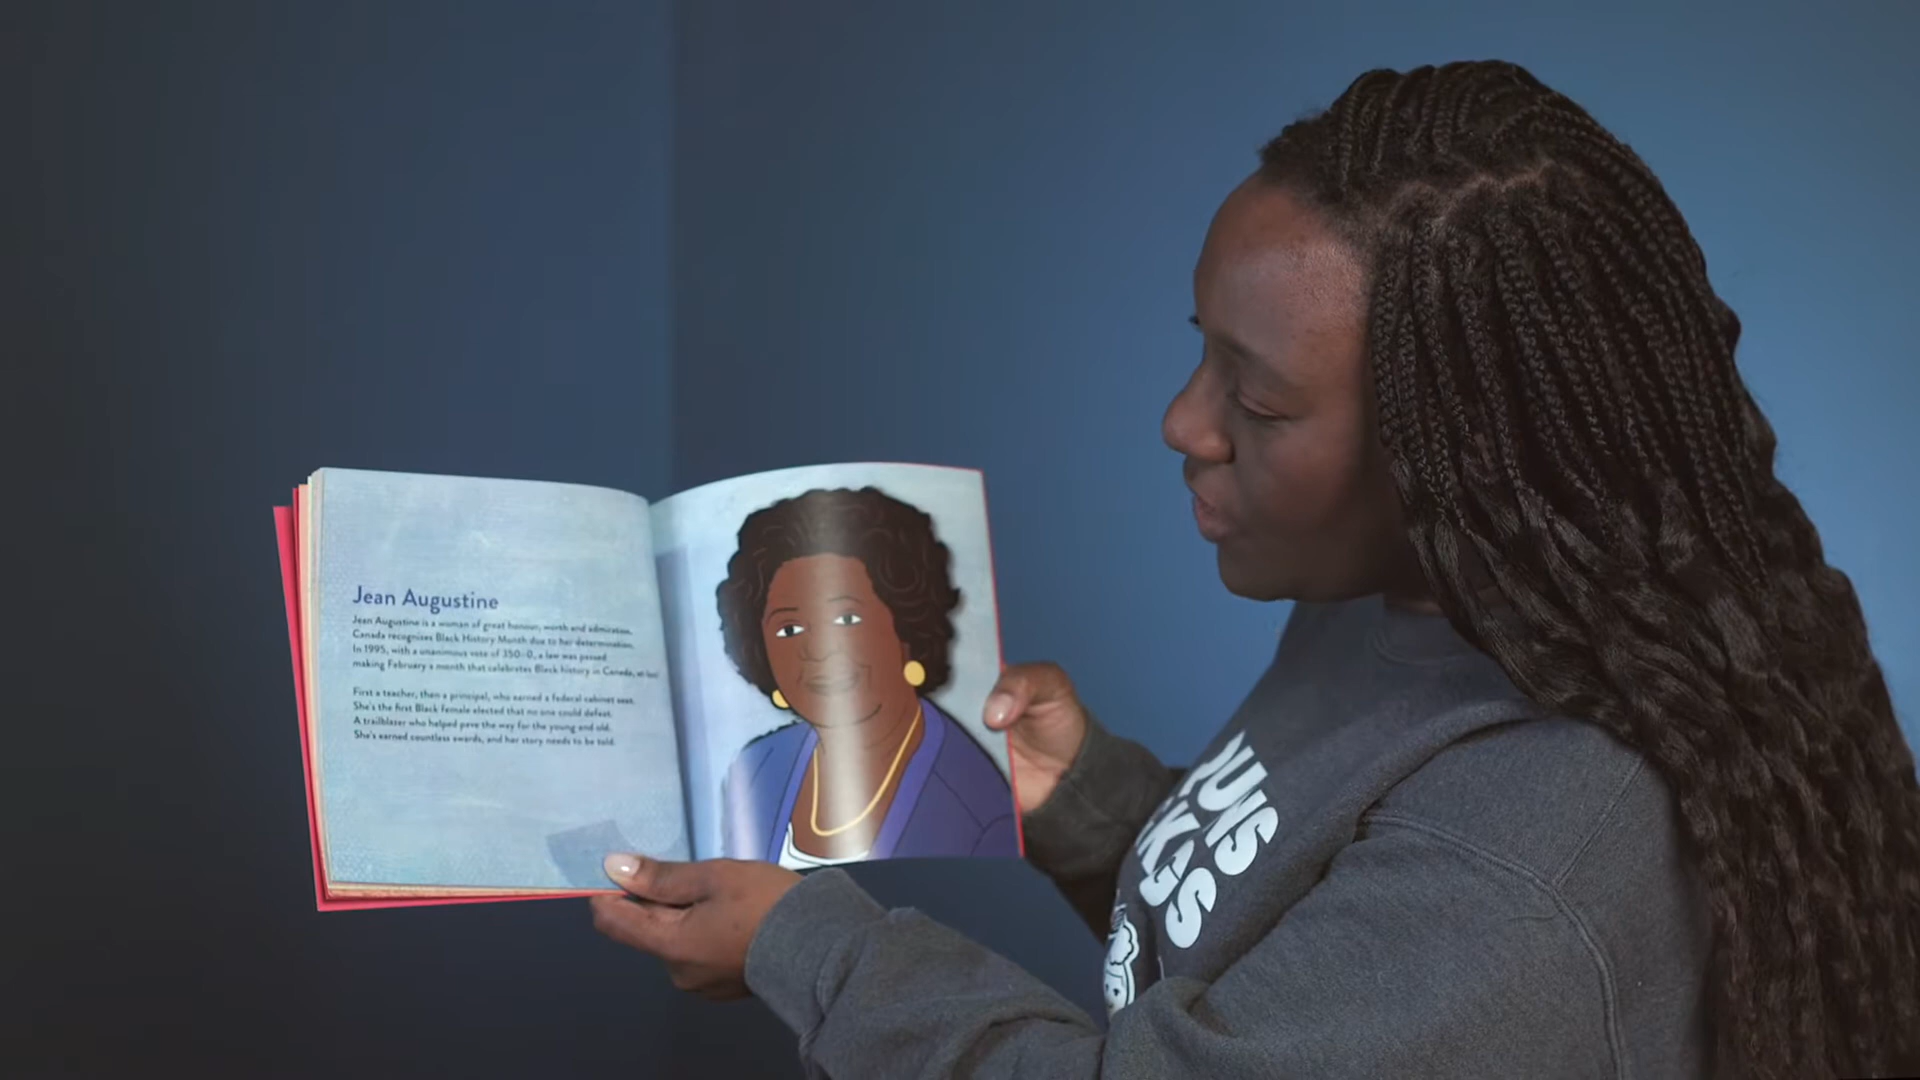 Jean Augustine
Jean Augustine is a woman of great honour, worth and admiration.
Canada recognizes Black History Month due to her determination.
In 1995, with a unanimous vote of 350–0, a law was passed
making February a month that celebrates Black history in Canada, at last
First a teacher, then a principal, who earned a federal cabinet seat.
She's the first Black female elected that no one could defeat.
A trailblazer who helped pave the way for the young and old.
She's earned countless awards, and her story needs to be told.